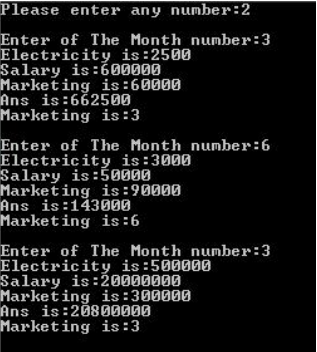 Please enter any number:2
Enter of The Month number:3
Electricity is:2500
Salary is:600000
Marketing is:60000
Ans is:662500
Marketing is:3
Enter of The Month number:6
Electricity is:3000
Salary is:50000
Marketing is:90000
Ans is:143000
Marketing is:6
Enter of The Month number:3
Electricity is:500000
Salary is:20000000
Marketing is:300000
Ans is:20800000
Marketing is:3